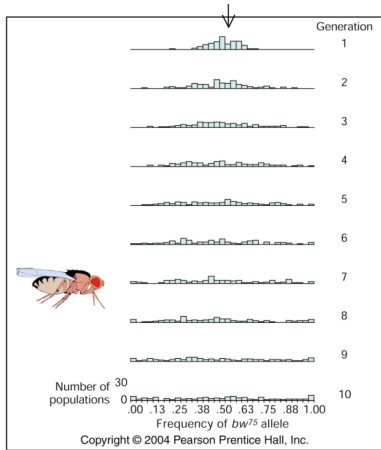 Generation
1
2
3
4
5
6
7
8
9
Number of 30
populations 0 10
.00 .13 .25 .38 .50 .63 .75 .88 1.00
Frequency of bw⁷⁵ allele
Copyright © 2004 Pearson Prentice Hall, Inc.